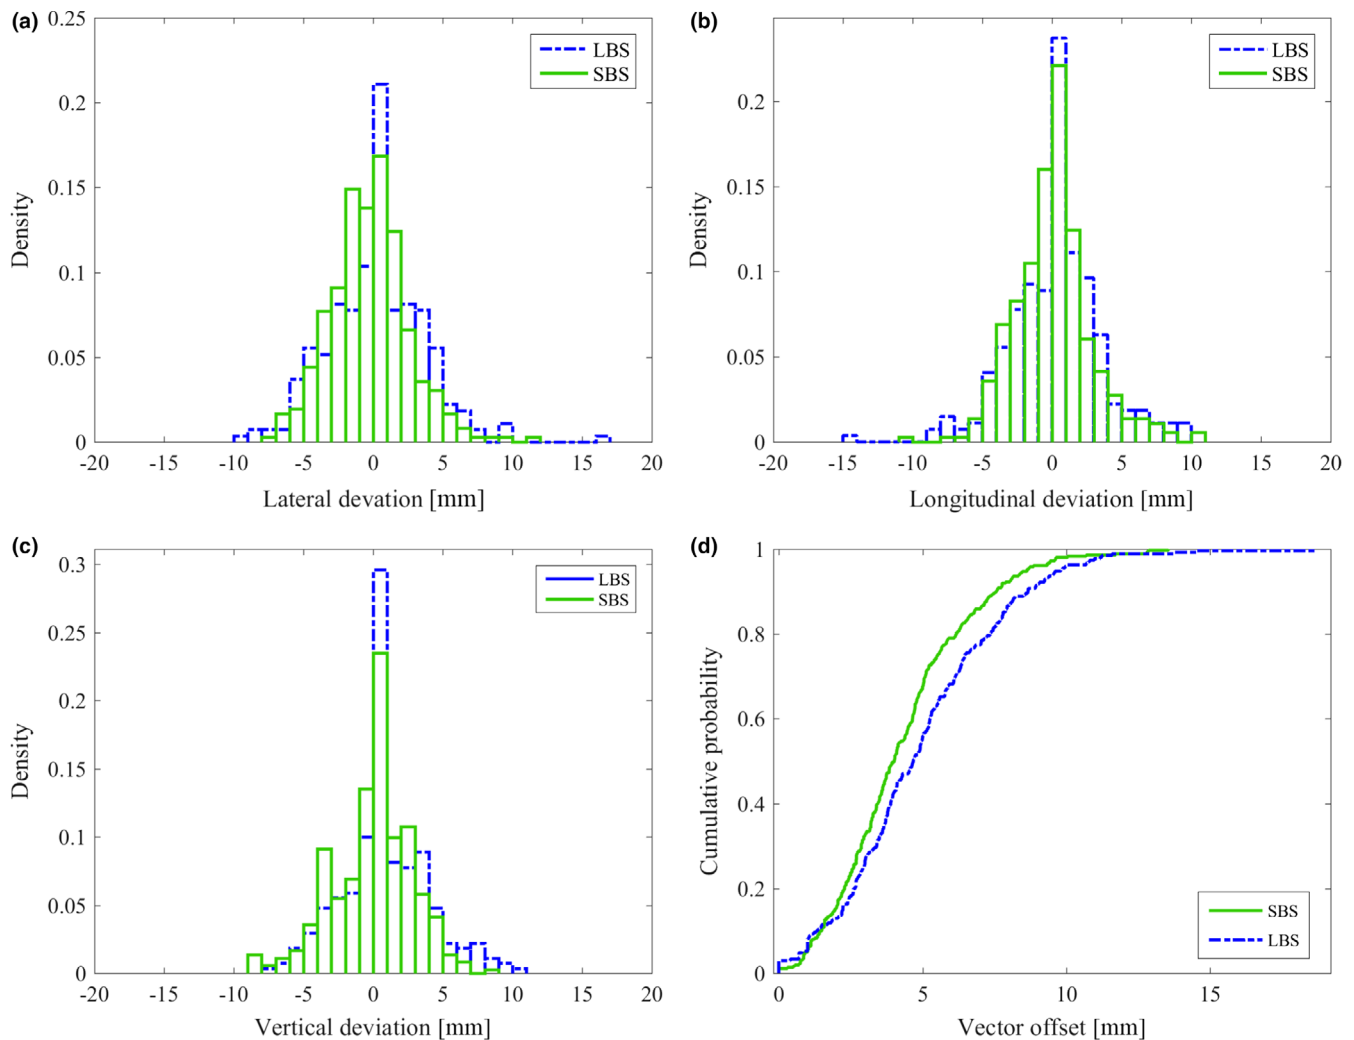 (a)
0.25
0.2
0.15
0.1
0.05
0
Density
-20 -15 -10 -5 0 5 10 15 20
Lateral devation [mm]
LBS
SBS
(b)
0.2
0.15
0.1
0.05
0
Density
-20 -15 -10 -5 0 5 10 15 20
Longitudinal deviation [mm]
LBS
SBS
(c)
0.3
0.25
0.2
0.15
0.1
0.05
0
Density
-20 -15 -10 -5 0 5 10 15 20
Vertical deviation [mm]
LBS
SBS
(d)
1
0.8
0.6
0.4
0.2
0
Cumulative probability
0 5 10 15
Vector offset [mm]
SBS
LBS